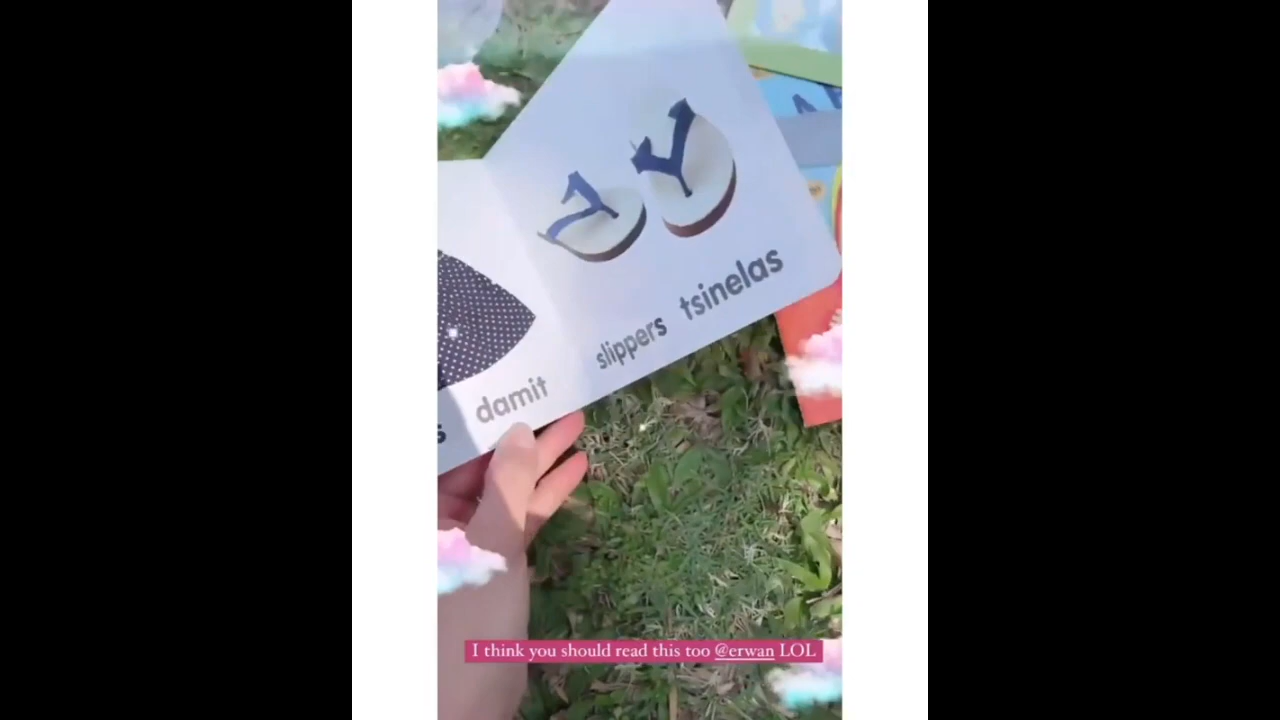 slippers tsinelas
s damit
I think you should read this too @erwan LOL